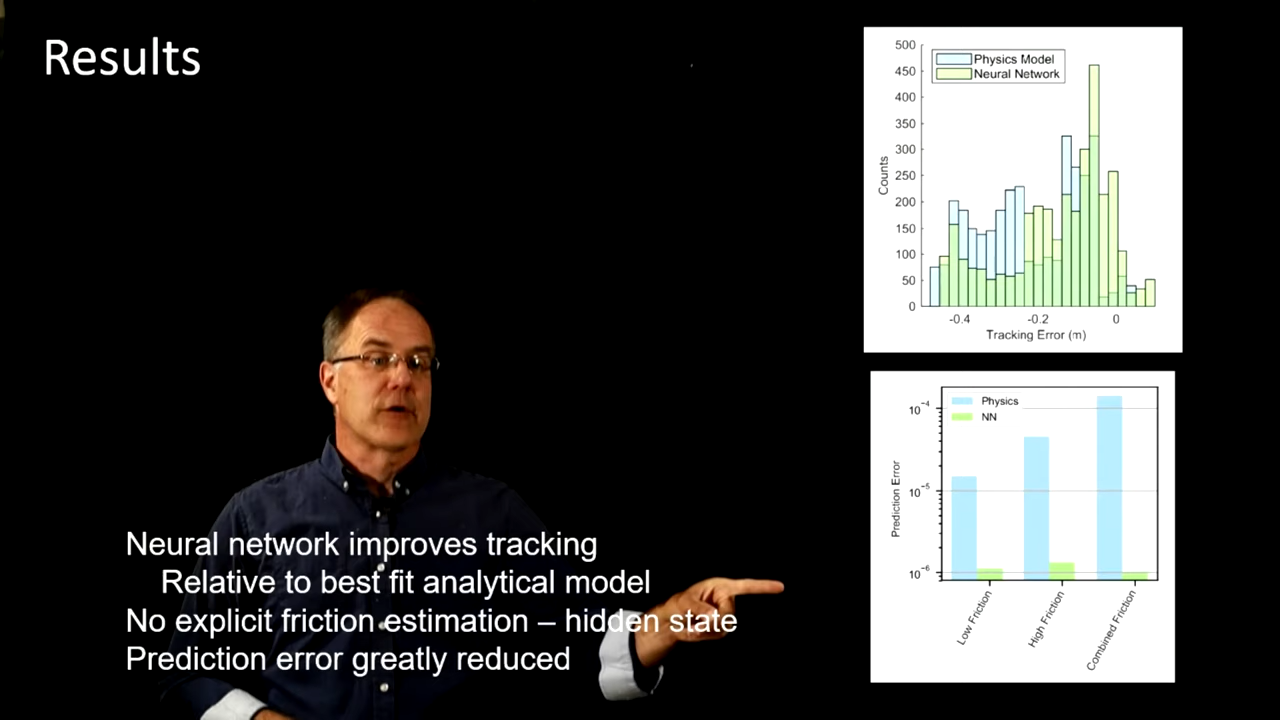 Results
Neural network improves tracking
Relative to best fit analytical model
No explicit friction estimation – hidden state
Prediction error greatly reduced
500
450
400
350
300
250
200
150
100
50
0
Counts
Physics Model
Neural Network
-0.4 -0.2 0
Tracking Error (m)
Physics
NN
10⁻⁴
10⁻⁵
10⁻⁶
Prediction Error
Low Friction
High Friction
Combined Friction